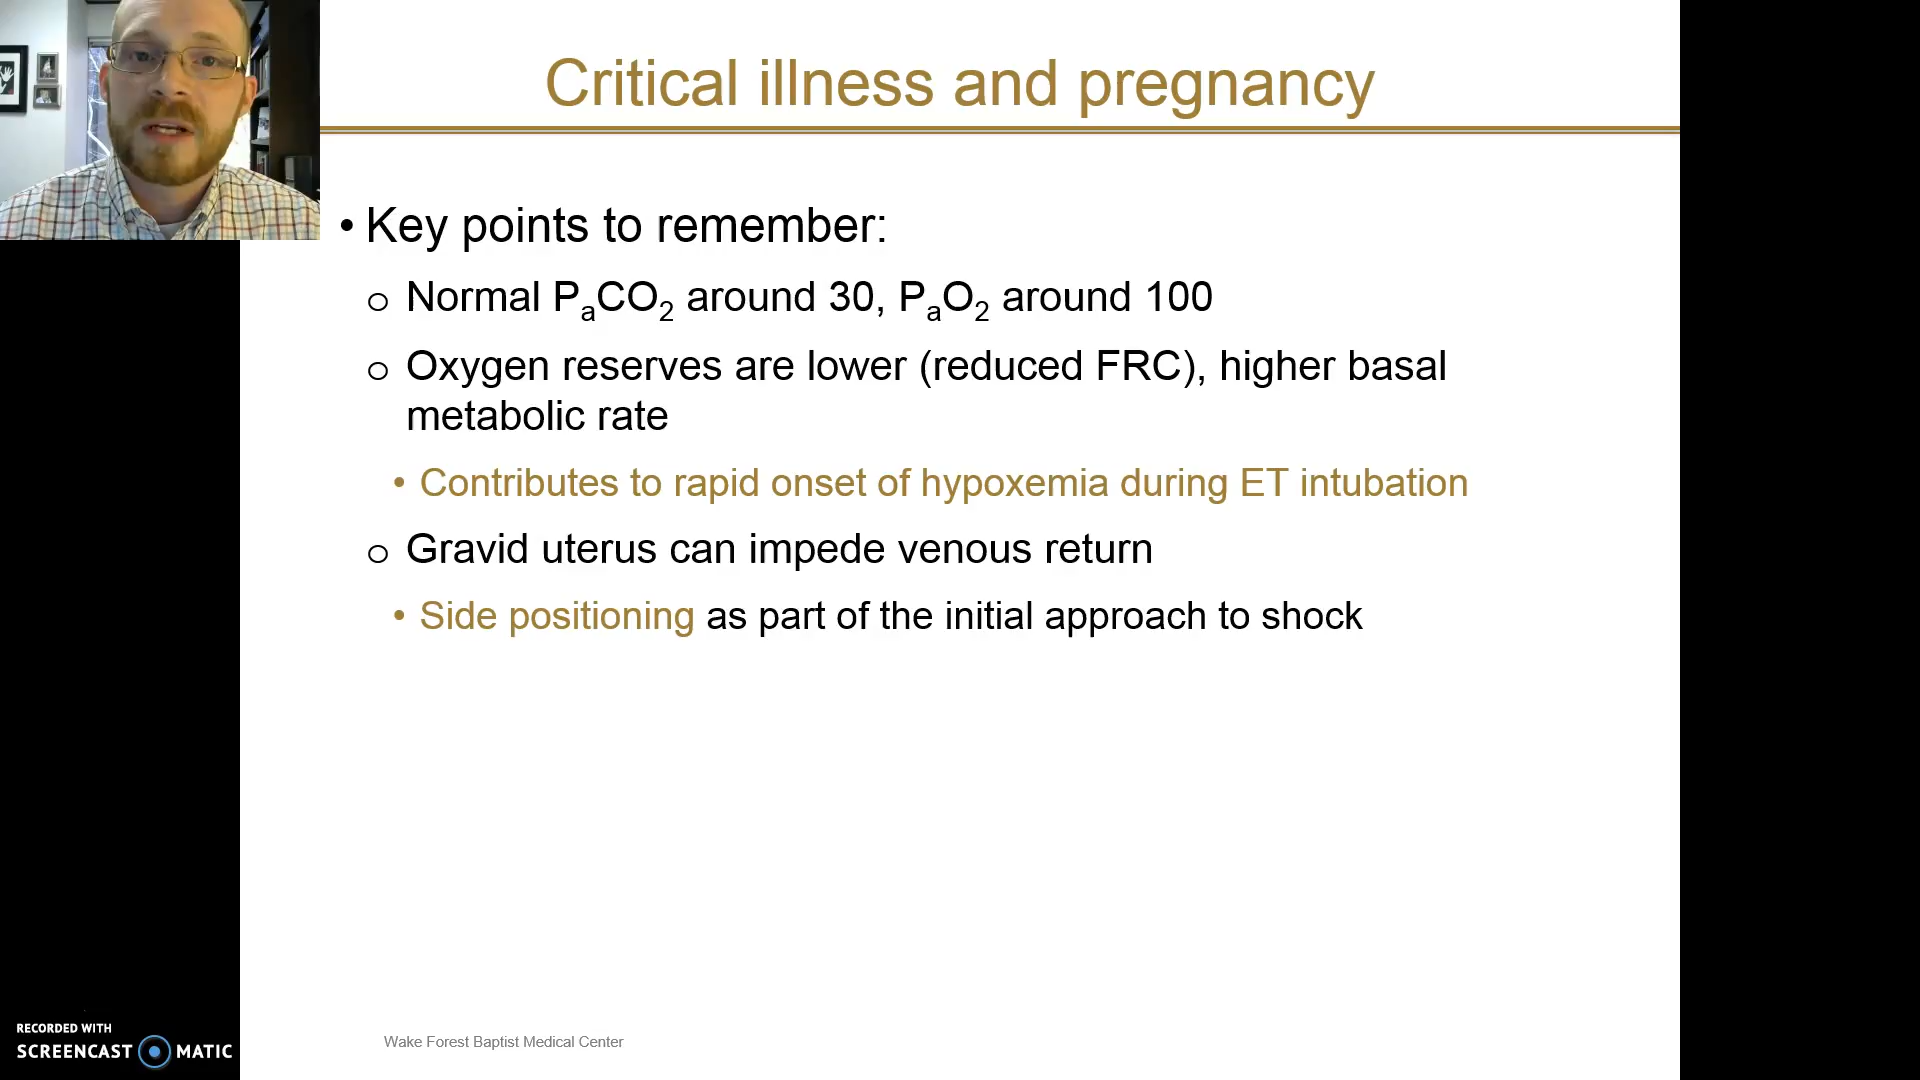 Critical illness and pregnancy
• Key points to remember:
o Normal PaCO2 around 30, PaO2 around 100
o Oxygen reserves are lower (reduced FRC), higher basal
metabolic rate
• Contributes to rapid onset of hypoxemia during ET intubation
o Gravid uterus can impede venous return
• Side positioning as part of the initial approach to shock
Wake Forest Baptist Medical Center
RECORDED WITH
SCREENCAST MATIC